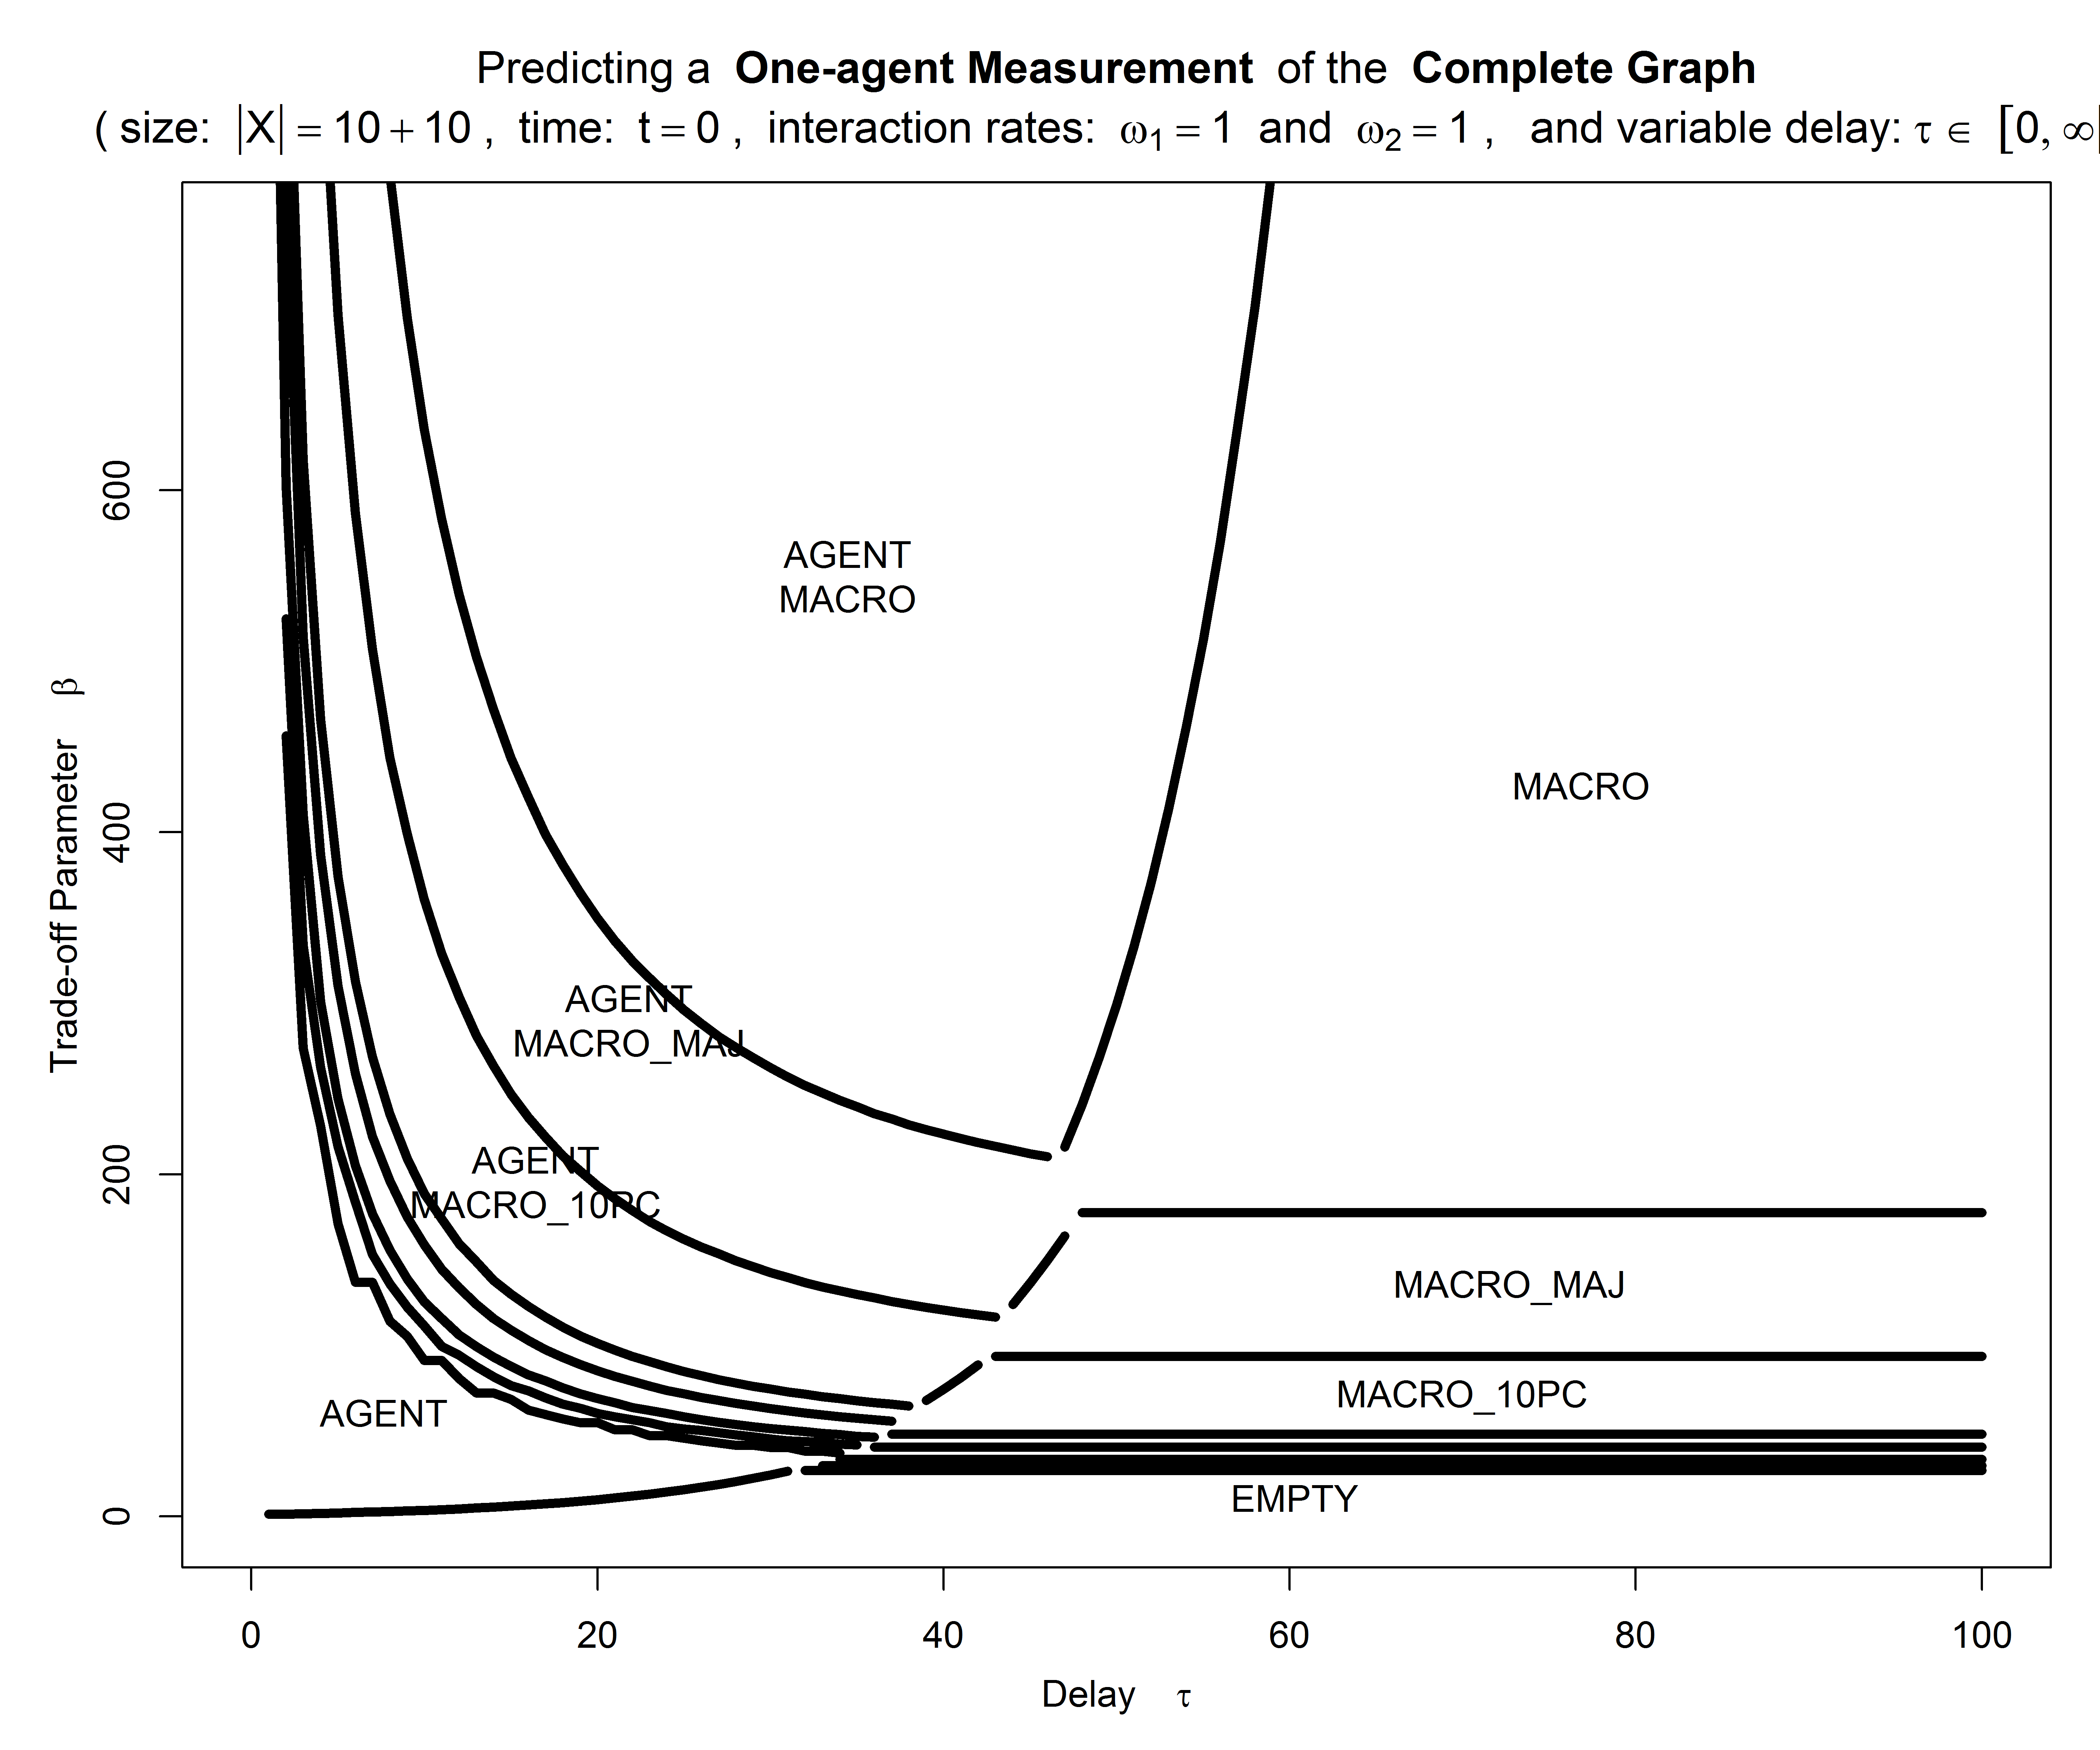 Predicting a One-agent Measurement of the Complete Graph
( size: |X| = 10 + 10 , time: t = 0 , interaction rates: ω₁ = 1 and ω₂ = 1 , and variable delay: τ ∈ [0, ∞[
600
400
200
0
Trade-off Parameter β
AGENT
MACRO
MACRO
AGENT
MACRO_MAJ
AGENT
MACRO_10PC
MACRO_MAJ
MACRO_10PC
AGENT
EMPTY
0 20 40 60 80 100
Delay τ